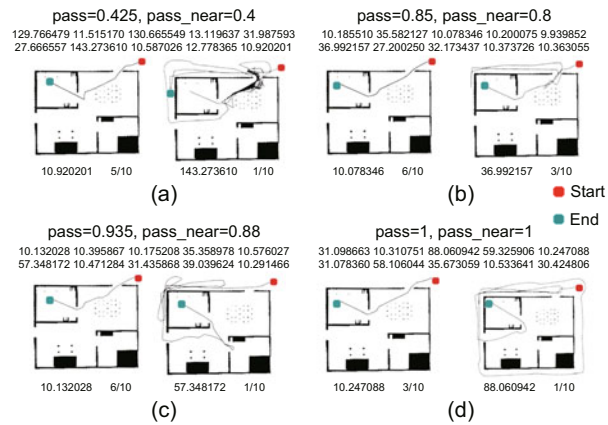 pass=0.425, pass_near=0.4
129.766479 11.515170 130.665549 13.119637 31.987593
27.666557 143.273610 10.587026 12.778365 10.920201
10.920201 5/10 143.273610 1/10
(a)
pass=0.85, pass_near=0.8
10.185510 35.582127 10.078346 10.200075 9.939852
36.992157 27.200250 32.173437 10.373726 10.363055
10.078346 6/10 36.992157 3/10
(b)
Start
End
pass=0.935, pass_near=0.88
10.132028 10.395867 10.175208 35.358978 10.576027
57.348172 10.471284 31.435868 39.039624 10.291466
10.132028 6/10 57.348172 1/10
(c)
pass=1, pass_near=1
31.098663 10.310751 88.060942 59.325906 10.247088
31.078360 58.106044 35.673059 10.533641 30.424806
10.247088 3/10 88.060942 1/10
(d)